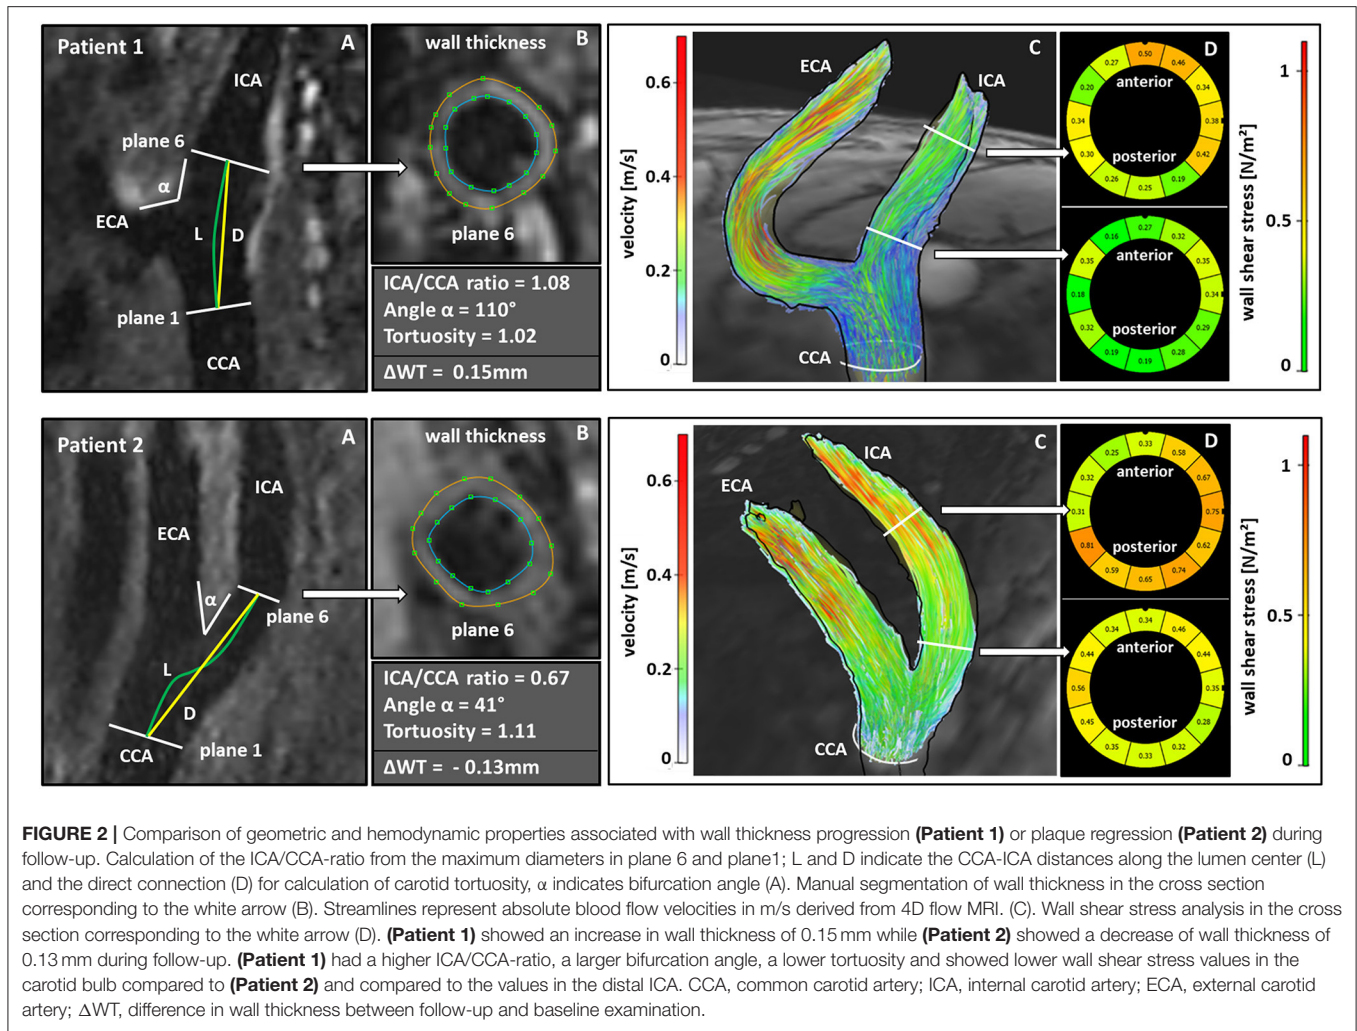 Patient 1
A
ICA
plane 6
α
ECA
L
D
plane 1
CCA
wall thickness
B
plane 6
ICA/CCA ratio = 1.08
Angle α = 110°
Tortuosity = 1.02
ΔWT = 0.15mm
velocity [m/s]
0.6
0.4
0.2
0
C
ECA
ICA
CCA
D
0.27
0.50
0.46
0.20
0.34
0.34
0.38
0.30
0.42
0.26
0.25
0.19
anterior
posterior
0.16
0.27
0.32
0.35
0.35
0.18
0.34
0.32
0.29
0.19
0.19
0.28
anterior
posterior
wall shear stress [N/m²]
1
0.5
0
Patient 2
A
ICA
ECA
α
plane 6
L
D
CCA
plane 1
wall thickness
B
plane 6
ICA/CCA ratio = 0.67
Angle α = 41°
Tortuosity = 1.11
ΔWT = - 0.13mm
velocity [m/s]
0.6
0.4
0.2
0
C
ICA
ECA
CCA
D
0.25
0.33
0.58
0.32
0.67
0.31
0.75
0.81
0.62
0.59
0.65
0.74
anterior
posterior
0.34
0.34
0.46
0.44
0.44
0.56
0.35
0.45
0.28
0.35
0.33
0.32
anterior
posterior
wall shear stress [N/m²]
1
0.5
0
FIGURE 2 | Comparison of geometric and hemodynamic properties associated with wall thickness progression (Patient 1) or plaque regression (Patient 2) during
follow-up. Calculation of the ICA/CCA-ratio from the maximum diameters in plane 6 and plane1; L and D indicate the CCA-ICA distances along the lumen center (L)
and the direct connection (D) for calculation of carotid tortuosity, α indicates bifurcation angle (A). Manual segmentation of wall thickness in the cross section
corresponding to the white arrow (B). Streamlines represent absolute blood flow velocities in m/s derived from 4D flow MRI. (C). Wall shear stress analysis in the cross
section corresponding to the white arrow (D). (Patient 1) showed an increase in wall thickness of 0.15 mm while (Patient 2) showed a decrease of wall thickness of
0.13 mm during follow-up. (Patient 1) had a higher ICA/CCA-ratio, a larger bifurcation angle, a lower tortuosity and showed lower wall shear stress values in the
carotid bulb compared to (Patient 2) and compared to the values in the distal ICA. CCA, common carotid artery; ICA, internal carotid artery; ECA, external carotid
artery; ΔWT, difference in wall thickness between follow-up and baseline examination.